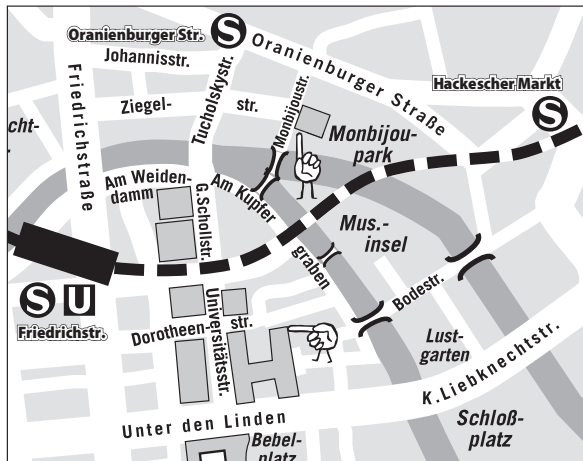 Oranienburger Str.
S
Johannisstr.
Oranienburger Straße
Hackescher Markt
S
Friedrichstraße
Tucholskystr.
Ziegel-
str.
Monbijoustr.
cht-
Monbijou-
park
Am Weiden-
damm
G.Schollstr.
Am Kupfer
graben
Mus.-
insel
S U
Friedrichstr.
Universitätsstr.
Dorotheen-
str.
Bodestr.
Lust-
garten
K.Liebknechtstr.
Unter den Linden
Schloß-
platz
Bebel-
platz